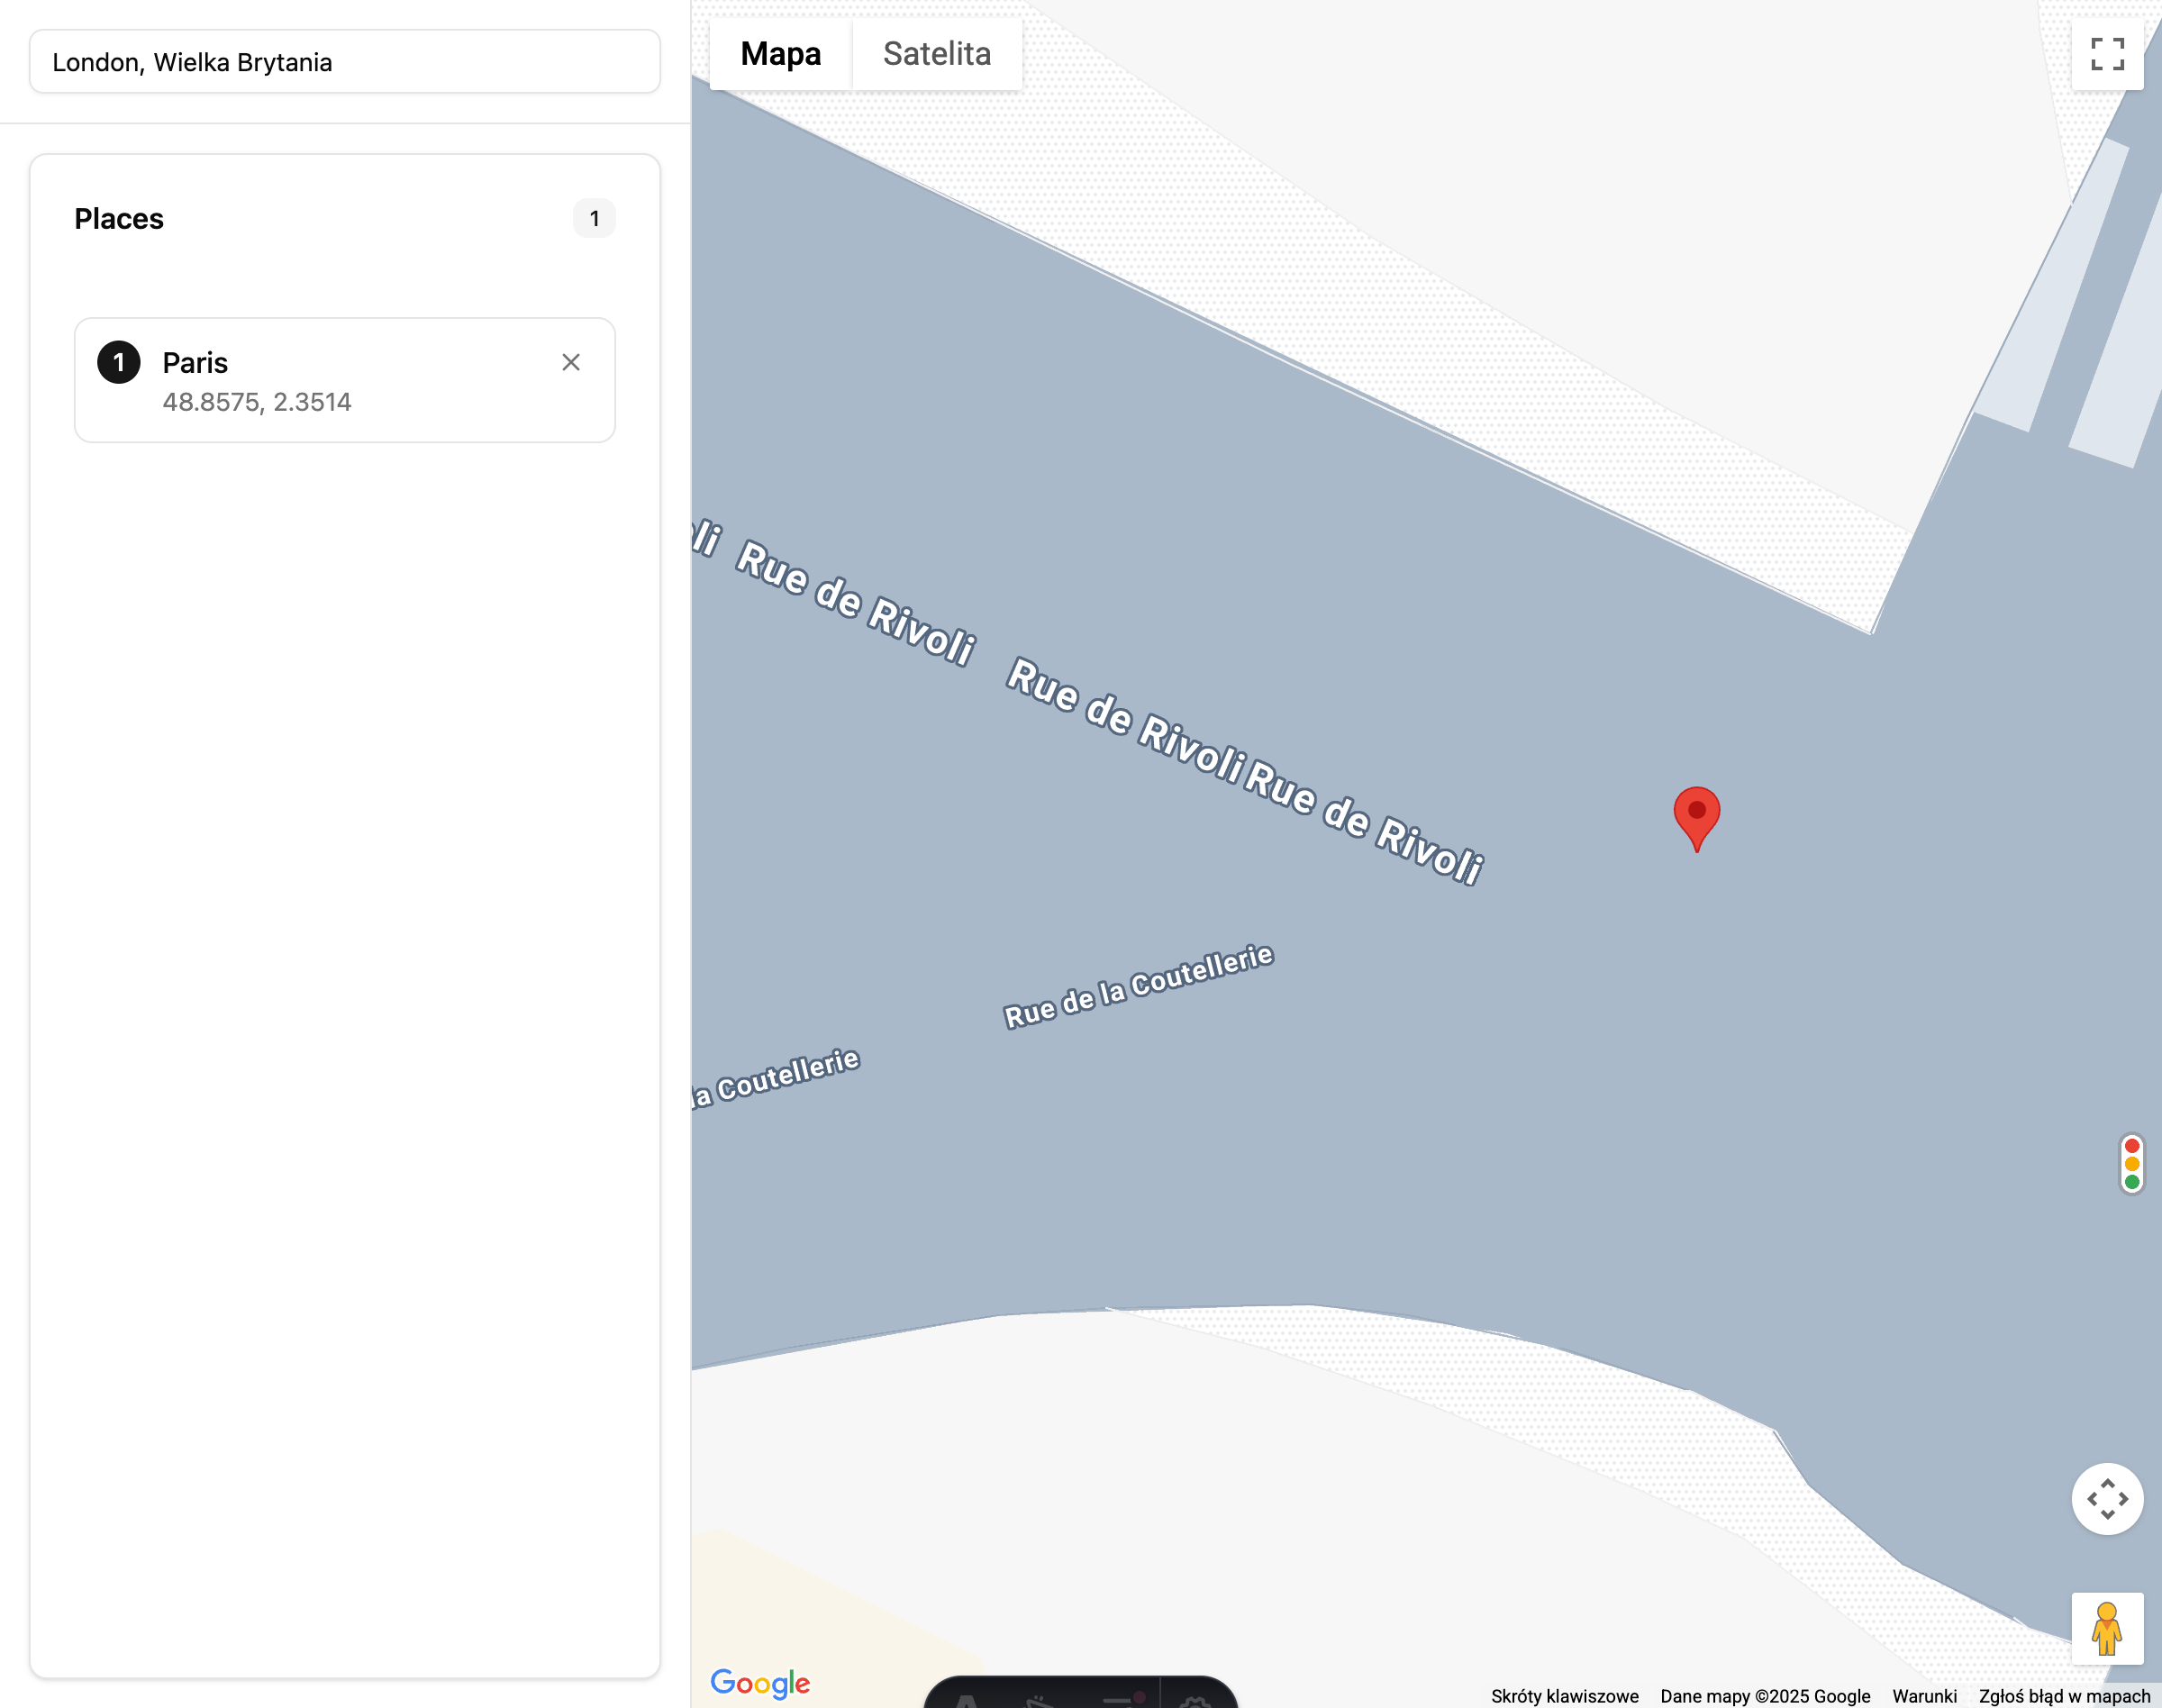 London, Wielka Brytania
Places
1
1
Paris
48.8575, 2.3514
Mapa
Satelita
oli
Rue de Rivoli
Rue de Rivoli
Rue de Rivoli
Rue de la Coutellerie
la Coutellerie
Google
Skróty klawiszowe
Dane mapy ©2025 Google
Warunki
Zgłoś błąd w mapach